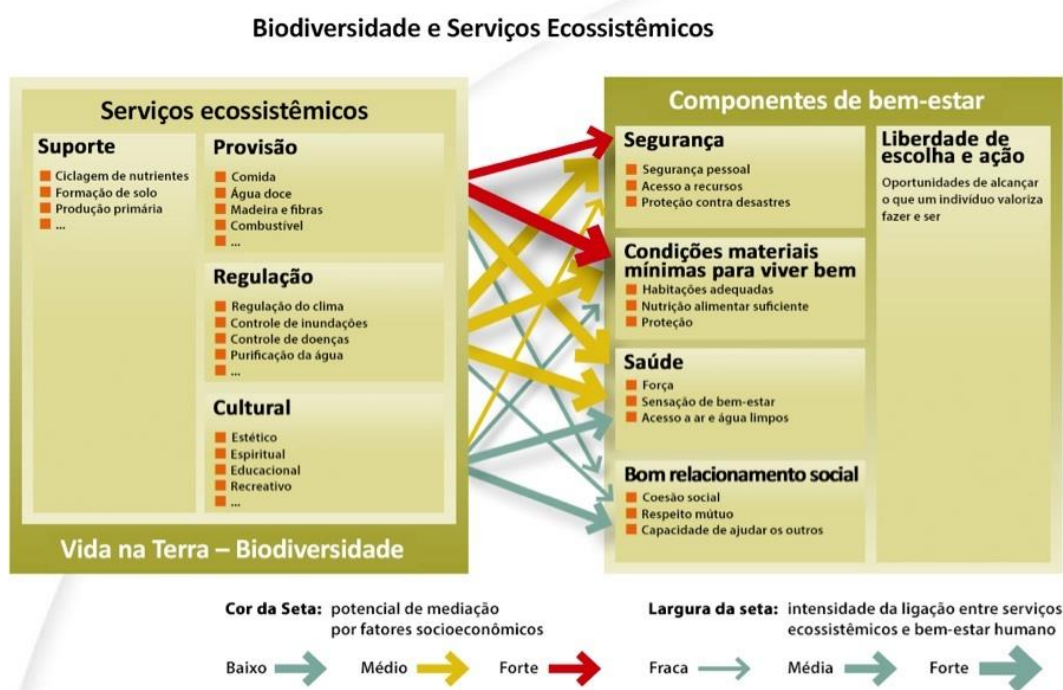 Biodiversidade e Serviços Ecossistêmicos
Serviços ecossistêmicos
Suporte
Ciclagem de nutrientes
Formação de solo
Produção primária
...
Provisão
Comida
Água doce
Madeira e fibras
Combustível
...
Regulação
Regulação do clima
Controle de inundações
Controle de doenças
Purificação da água
...
Cultural
Estético
Espiritual
Educacional
Recreativo
...
Vida na Terra – Biodiversidade
Componentes de bem-estar
Segurança
Segurança pessoal
Acesso a recursos
Proteção contra desastres
Condições materiais
mínimas para viver bem
Habitações adequadas
Nutrição alimentar suficiente
Proteção
Saúde
Força
Sensação de bem-estar
Acesso a ar e água limpos
Bom relacionamento social
Coesão social
Respeito mútuo
Capacidade de ajudar os outros
Liberdade de
escolha e ação
Oportunidades de alcançar
o que um indivíduo valoriza
fazer e ser
Cor da Seta: potencial de mediação
por fatores socioeconômicos
Baixo Médio Forte
Largura da seta: intensidade da ligação entre serviços
ecossistêmicos e bem-estar humano
Fraca Média Forte